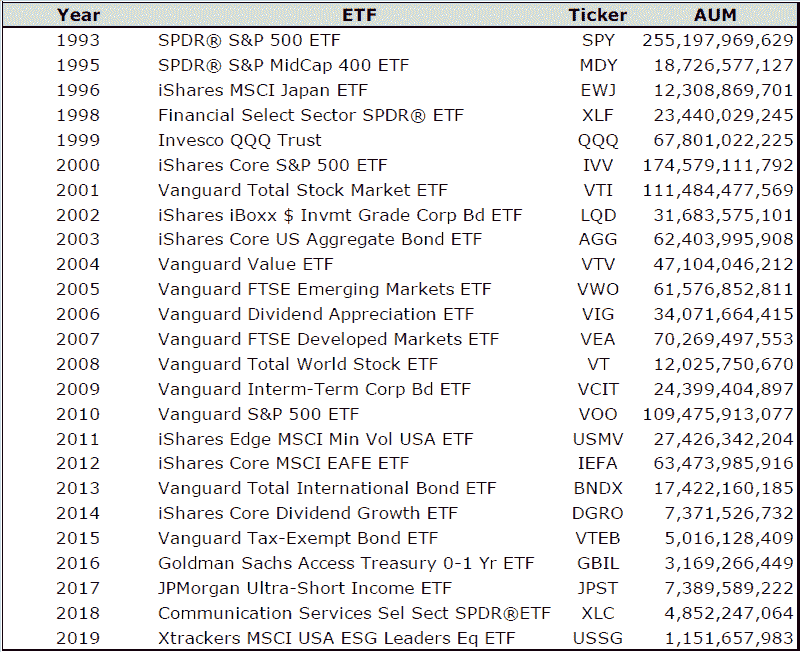 Year ETF Ticker AUM
1993 SPDR® S&P 500 ETF SPY 255,197,969,629
1995 SPDR® S&P MidCap 400 ETF MDY 18,726,577,127
1996 iShares MSCI Japan ETF EWJ 12,308,869,701
1998 Financial Select Sector SPDR® ETF XLF 23,440,029,245
1999 Invesco QQQ Trust QQQ 67,801,022,225
2000 iShares Core S&P 500 ETF IVV 174,579,111,792
2001 Vanguard Total Stock Market ETF VTI 111,484,477,569
2002 iShares iBoxx $ Invmt Grade Corp Bd ETF LQD 31,683,575,101
2003 iShares Core US Aggregate Bond ETF AGG 62,403,995,908
2004 Vanguard Value ETF VTV 47,104,046,212
2005 Vanguard FTSE Emerging Markets ETF VWO 61,576,852,811
2006 Vanguard Dividend Appreciation ETF VIG 34,071,664,415
2007 Vanguard FTSE Developed Markets ETF VEA 70,269,497,553
2008 Vanguard Total World Stock ETF VT 12,025,750,670
2009 Vanguard Interm-Term Corp Bd ETF VCIT 24,399,404,897
2010 Vanguard S&P 500 ETF VOO 109,475,913,077
2011 iShares Edge MSCI Min Vol USA ETF USMV 27,426,342,204
2012 iShares Core MSCI EAFE ETF IEFA 63,473,985,916
2013 Vanguard Total International Bond ETF BNDX 17,422,160,185
2014 iShares Core Dividend Growth ETF DGRO 7,371,526,732
2015 Vanguard Tax-Exempt Bond ETF VTEB 5,016,128,409
2016 Goldman Sachs Access Treasury 0-1 Yr ETF GBIL 3,169,266,449
2017 JPMorgan Ultra-Short Income ETF JPST 7,389,589,222
2018 Communication Services Sel Sect SPDR®ETF XLC 4,852,247,064
2019 Xtrackers MSCI USA ESG Leaders Eq ETF USSG 1,151,657,983